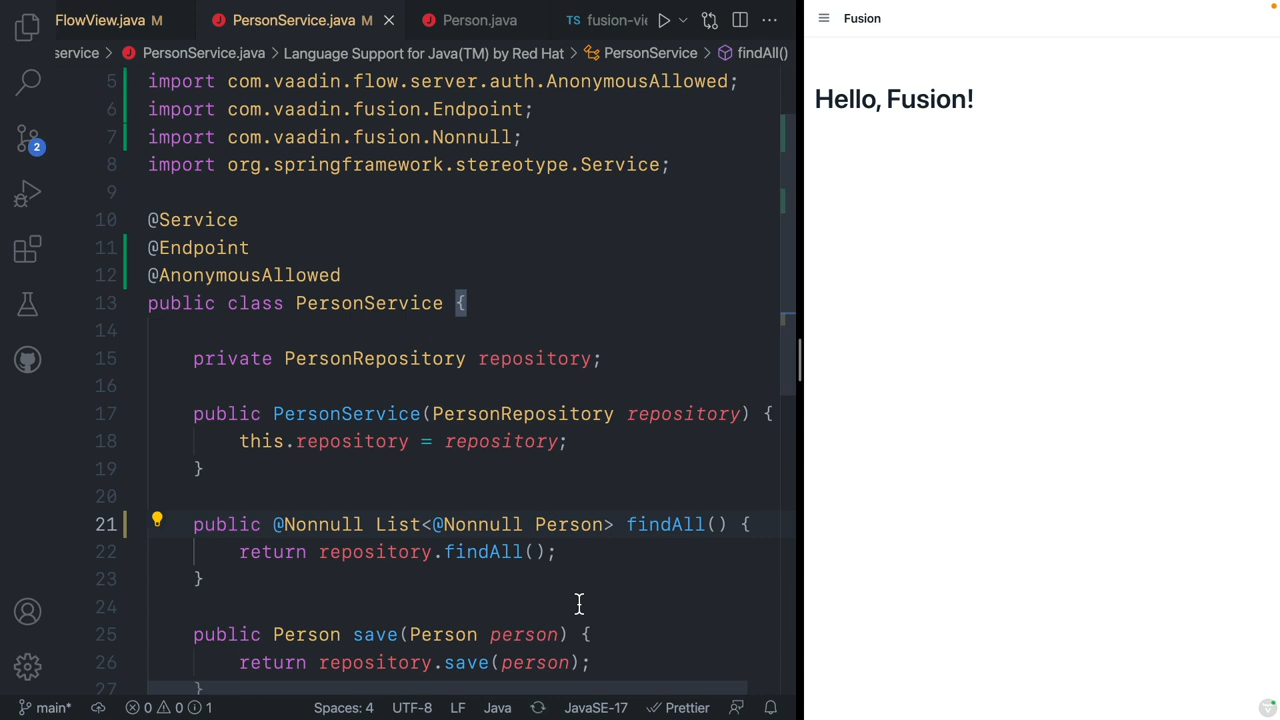 FlowView.java M
PersonService.java M
Person.java
TS fusion-vi
service > PersonService.java > Language Support for Java(TM) by Red Hat > PersonService > findAll()
5 import com.vaadin.flow.server.auth.AnonymousAllowed;
6 import com.vaadin.fusion.Endpoint;
7 import com.vaadin.fusion.Nonnull;
8 import org.springframework.stereotype.Service;
9
10 @Service
11 @Endpoint
12 @AnonymousAllowed
13 public class PersonService {
14
15 private PersonRepository repository;
16
17 public PersonService(PersonRepository repository) {
18 this.repository = repository;
19 }
20
21 public @Nonnull List<@Nonnull Person> findAll() {
22 return repository.findAll();
23 }
24
25 public Person save(Person person) {
26 return repository.save(person);
27 }
2
main*
0 0 1
Spaces: 4
UTF-8
LF
Java
JavaSE-17
Prettier
Fusion
Hello, Fusion!